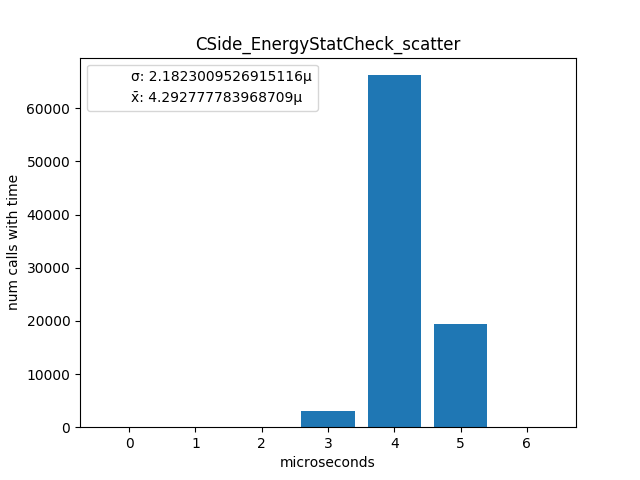 CSide_EnergyStatCheck_scatter
σ: 2.1823009526915116μ
x̄: 4.292777783968709μ
num calls with time
60000
50000
40000
30000
20000
10000
0
0 1 2 3 4 5 6
microseconds